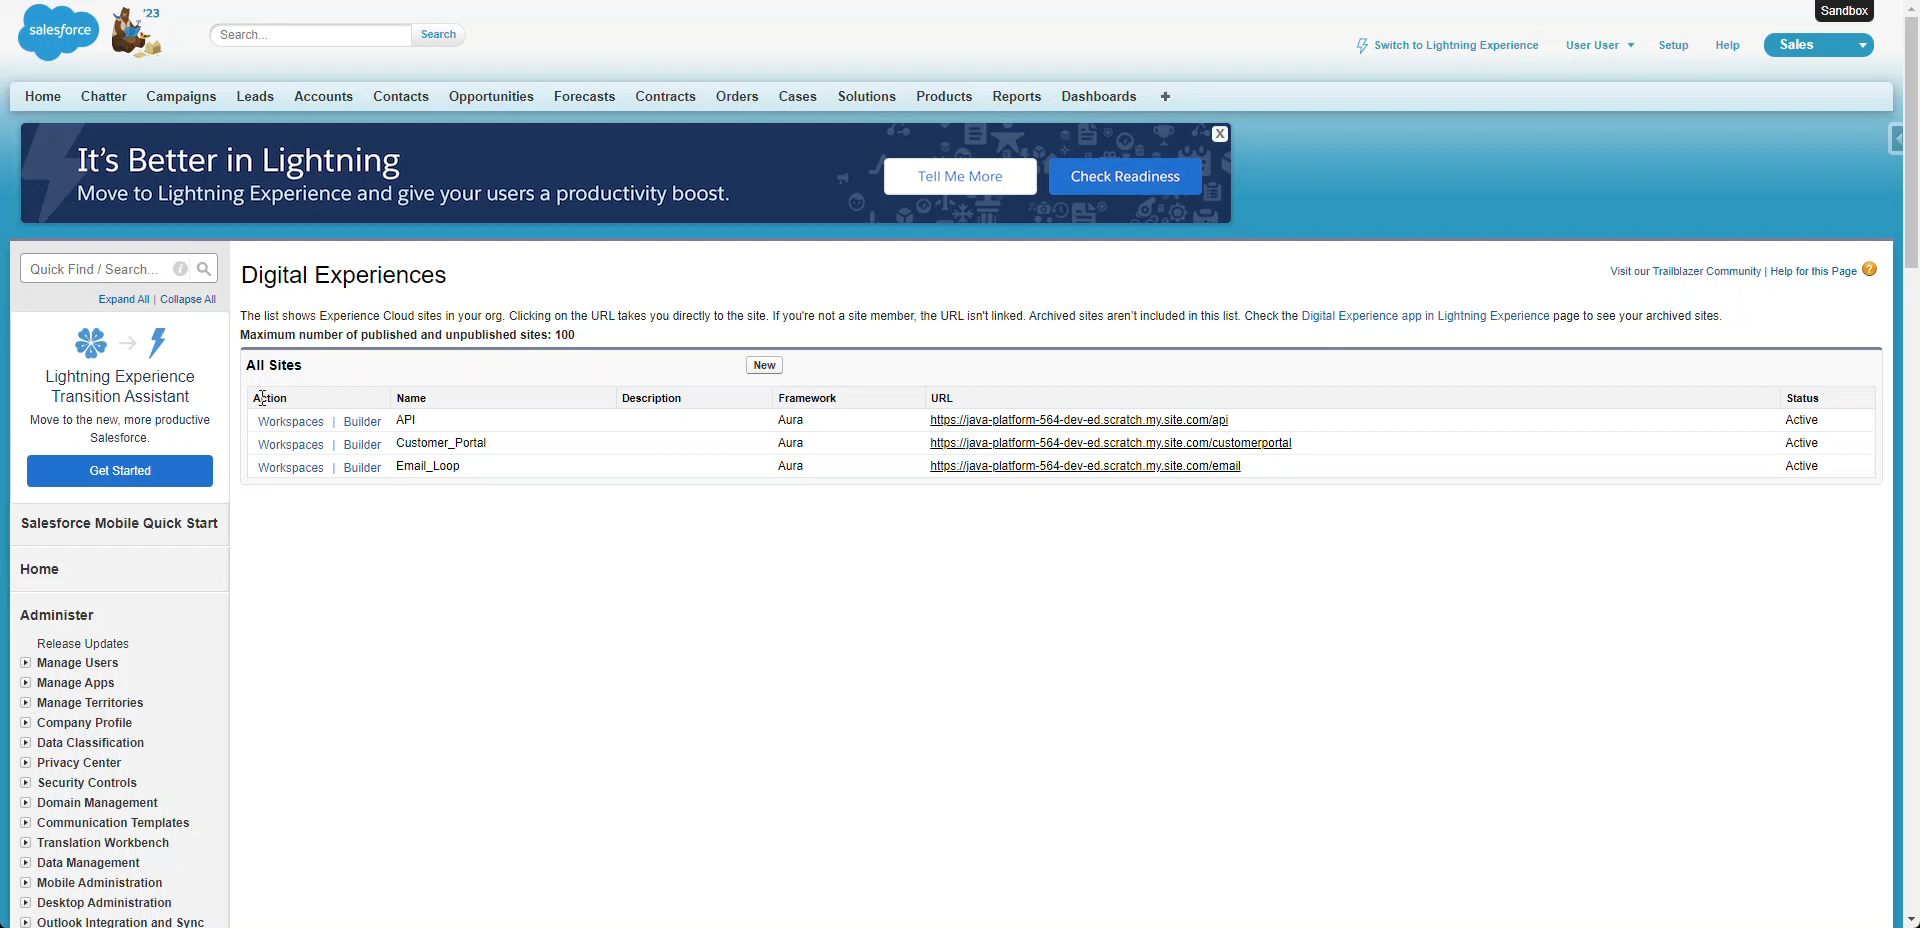 Sandbox
salesforce
'23
Search...
Search
Switch to Lightning Experience
User User
Setup
Help
Sales
Home
Chatter
Campaigns
Leads
Accounts
Contacts
Opportunities
Forecasts
Contracts
Orders
Cases
Solutions
Products
Reports
Dashboards
+
It's Better in Lightning
Move to Lightning Experience and give your users a productivity boost.
Tell Me More
Check Readiness
X
Quick Find / Search...
Expand All | Collapse All
Lightning Experience
Transition Assistant
Move to the new, more productive
Salesforce.
Get Started
Salesforce Mobile Quick Start
Home
Administer
Release Updates
Manage Users
Manage Apps
Manage Territories
Company Profile
Data Classification
Privacy Center
Security Controls
Domain Management
Communication Templates
Translation Workbench
Data Management
Mobile Administration
Desktop Administration
Outlook Integration and Sync
Digital Experiences
Visit our Trailblazer Community | Help for this Page ?
The list shows Experience Cloud sites in your org. Clicking on the URL takes you directly to the site. If you're not a site member, the URL isn't linked. Archived sites aren't included in this list. Check the Digital Experience app in Lightning Experience page to see your archived sites.
Maximum number of published and unpublished sites: 100
All Sites
New
Action Name Description Framework URL Status
Workspaces | Builder API Aura https://java-platform-564-dev-ed.scratch.my.site.com/api Active
Workspaces | Builder Customer_Portal Aura https://java-platform-564-dev-ed.scratch.my.site.com/customerportal Active
Workspaces | Builder Email_Loop Aura https://java-platform-564-dev-ed.scratch.my.site.com/email Active